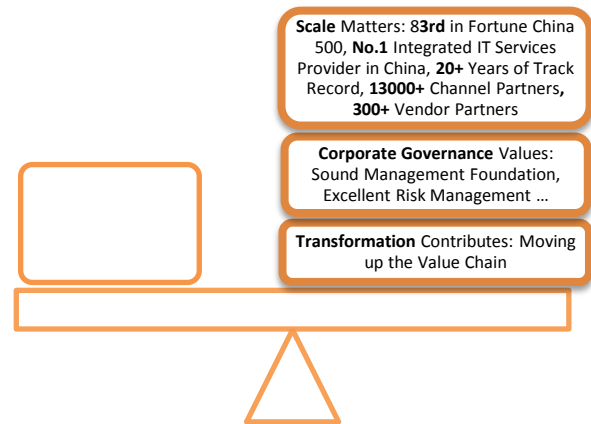 Scale Matters: 83rd in Fortune China
500, No.1 Integrated IT Services
Provider in China, 20+ Years of Track
Record, 13000+ Channel Partners,
300+ Vendor Partners
Corporate Governance Values:
Sound Management Foundation,
Excellent Risk Management …
Transformation Contributes: Moving
up the Value Chain